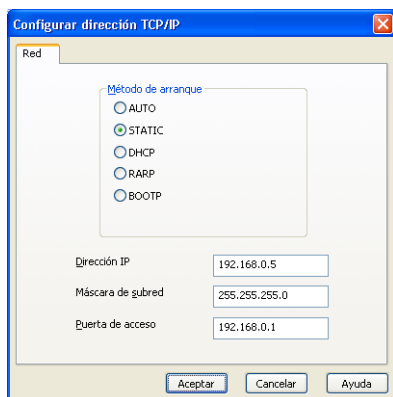 Configurar dirección TCP/IP
Red
Método de arranque
AUTO
STATIC
DHCP
RARP
BOOTP
Dirección IP 192.168.0.5
Máscara de subred 255.255.255.0
Puerta de acceso 192.168.0.1
Aceptar Cancelar Ayuda